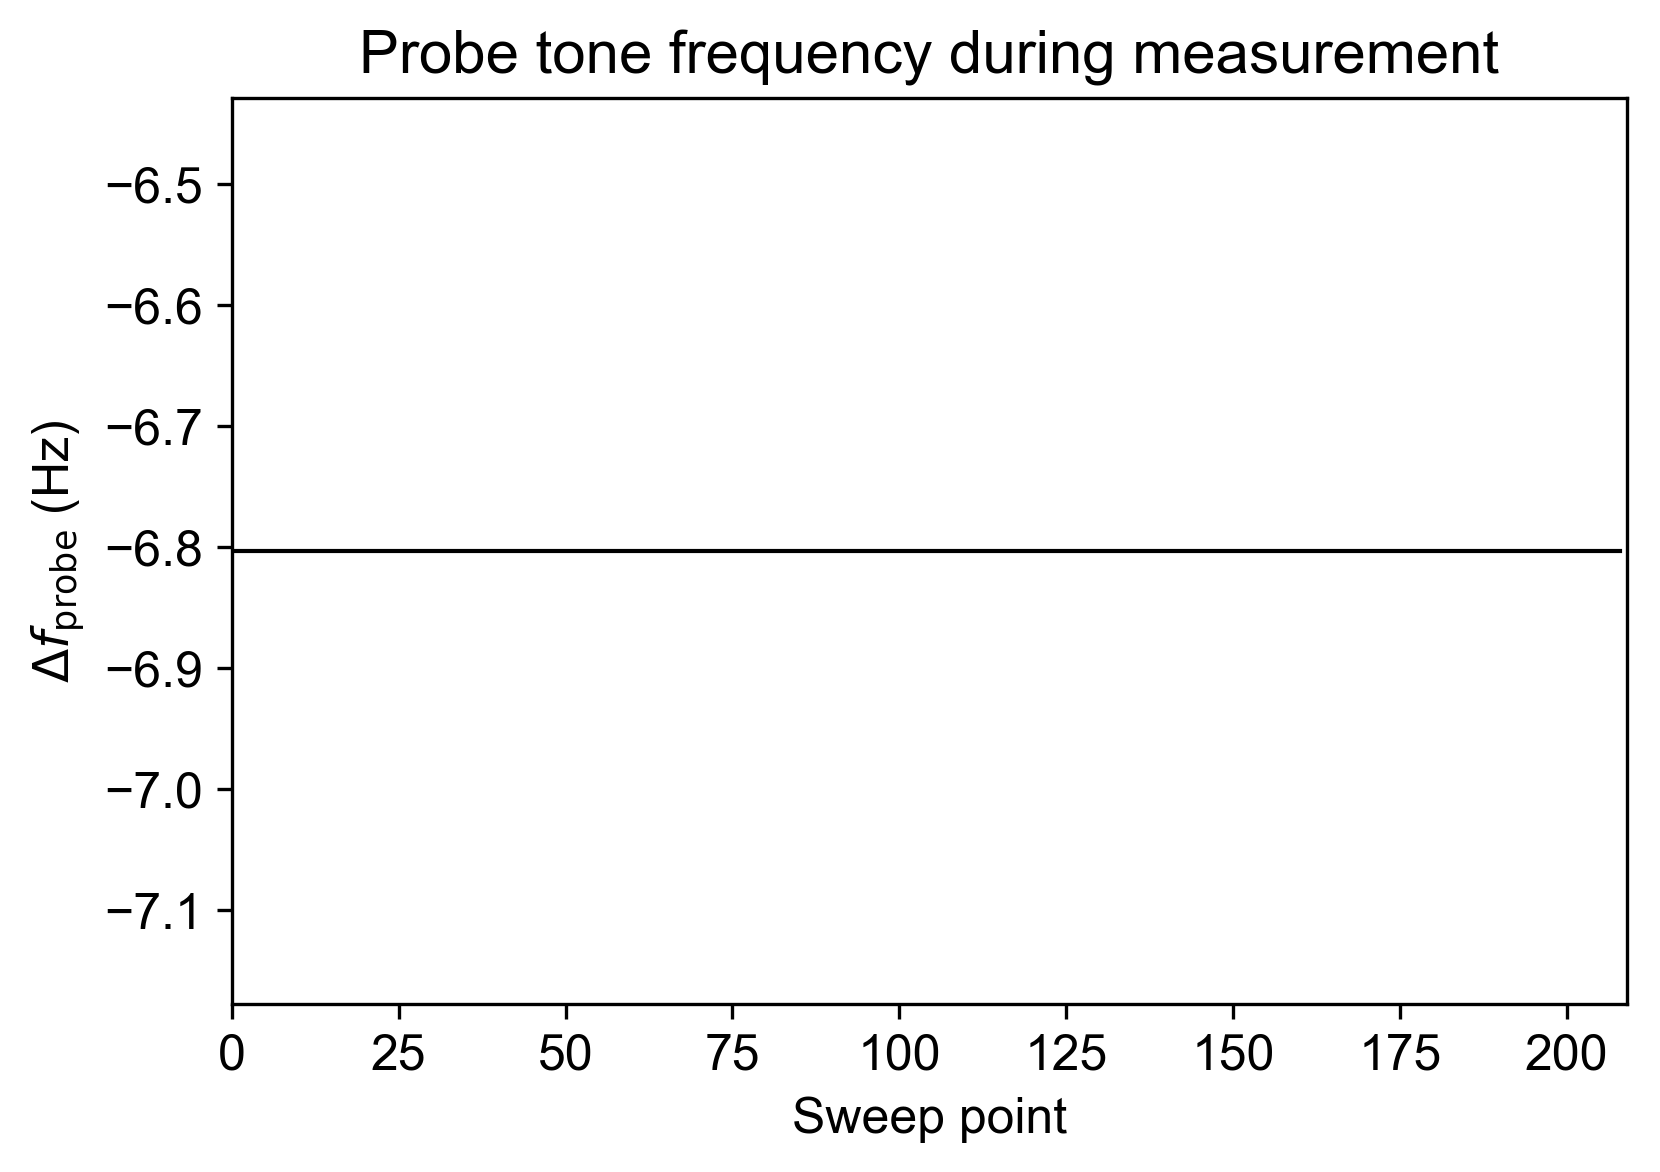 Probe tone frequency during measurement
−6.5
−6.6
−6.7
−6.8
−6.9
−7.0
−7.1
Δfprobe (Hz)
0 25 50 75 100 125 150 175 200
Sweep point